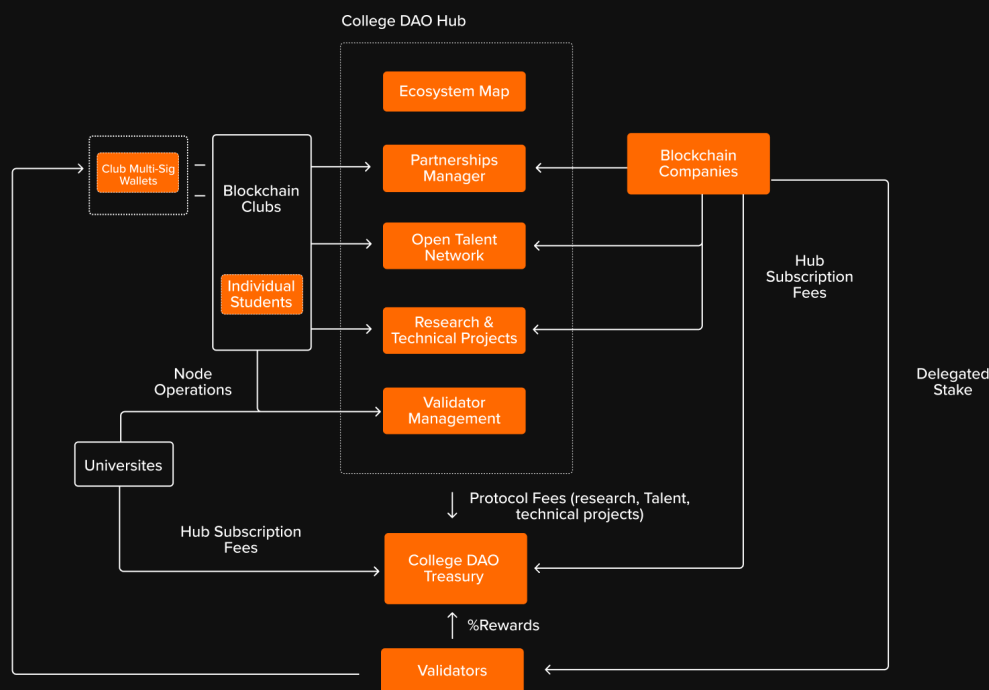 College DAO Hub
Ecosystem Map
Club Multi-Sig
Wallets
Blockchain
Clubs
Partnerships
Manager
Blockchain
Companies
Open Talent
Network
Hub
Subscription
Fees
Individual
Students
Research &
Technical Projects
Node
Operations
Validator
Management
Delegated
Stake
Universites
Protocol Fees (research, Talent,
technical projects)
Hub Subscription
Fees
College DAO
Treasury
%Rewards
Validators